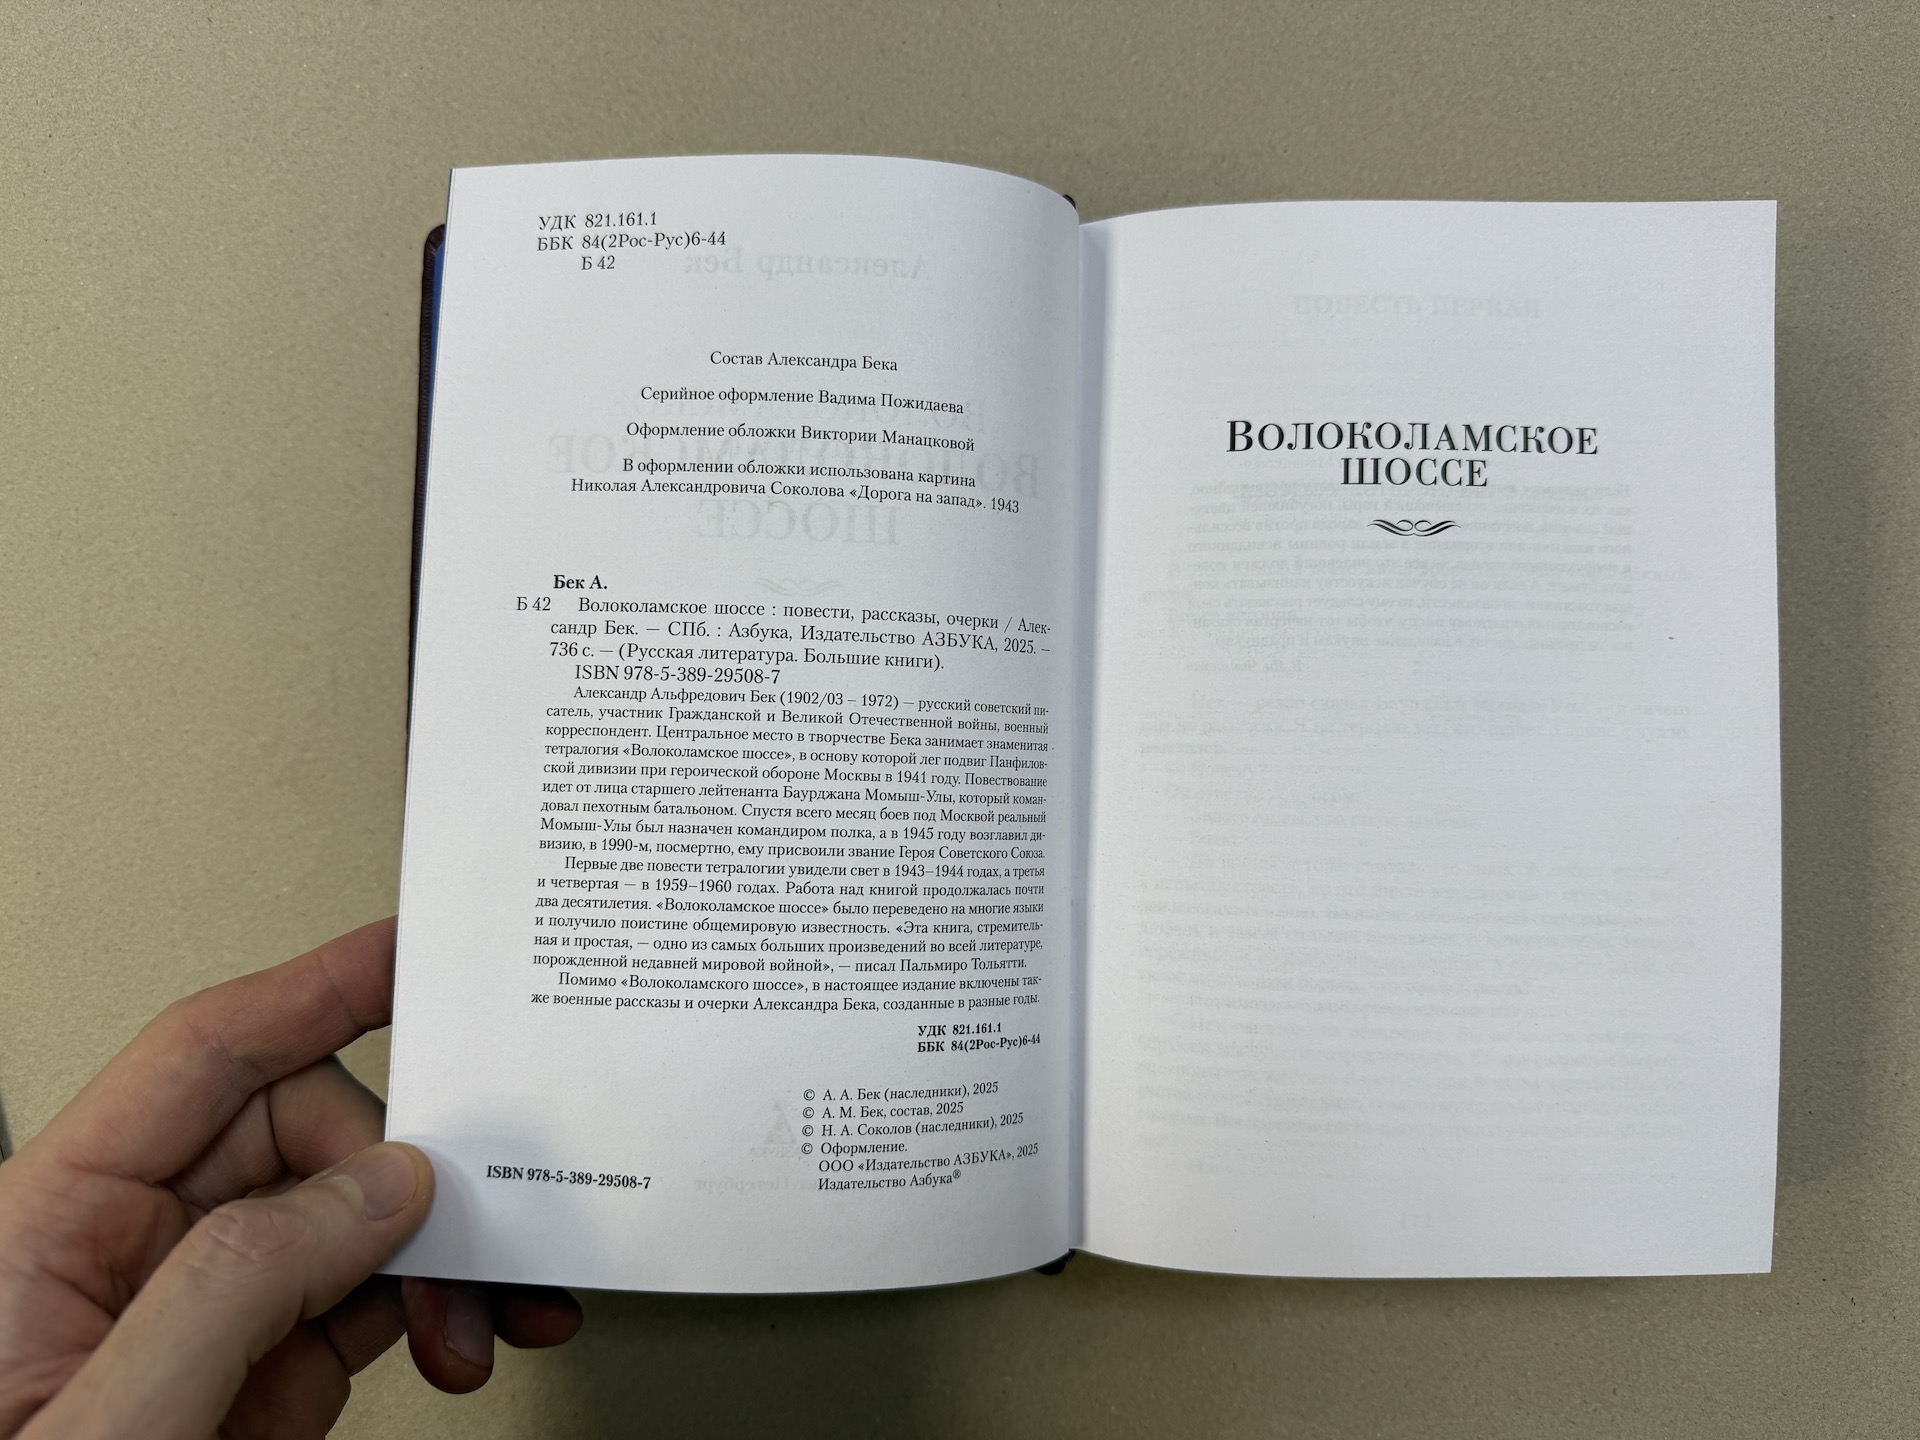 УДК 821.161.1
ББК 84(2Рос-Рус)6-44
Б 42
Состав Александра Бека
Серийное оформление Вадима Пожидаева
Оформление обложки Виктории Манацковой
В оформлении обложки использована картина
Николая Александровича Соколова «Дорога на запад». 1943
Бек А.
Б 42 Волоколамское шоссе : повести, рассказы, очерки / Алек-
сандр Бек. — СПб. : Азбука, Издательство АЗБУКА, 2025. –
736 с. — (Русская литература. Большие книги).
ISBN 978-5-389-29508-7
Александр Альфредович Бек (1902/03 – 1972) — русский советский пи-
сатель, участник Гражданской и Великой Отечественной войны, военный
корреспондент. Центральное место в творчестве Бека занимает знаменитая
тетралогия «Волоколамское шоссе», в основу которой лег подвиг Панфилов-
ской дивизии при героической обороне Москвы в 1941 году. Повествование
идет от лица старшего лейтенанта Баурджана Момыш-Улы, который коман-
довал пехотным батальоном. Спустя всего месяц боев под Москвой реальный
Момыш-Улы был назначен командиром полка, а в 1945 году возглавил ди-
визию, в 1990-м, посмертно, ему присвоили звание Героя Советского Союза.
Первые две повести тетралогии увидели свет в 1943–1944 годах, а третья
и четвертая — в 1959–1960 годах. Работа над книгой продолжалась почти
два десятилетия. «Волоколамское шоссе» было переведено на многие языки
и получило поистине общемировую известность. «Эта книга, стремитель-
ная и простая, — одно из самых больших произведений во всей литературе,
порожденной недавней мировой войной», — писал Пальмиро Тольятти.
Помимо «Волоколамского шоссе», в настоящее издание включены так-
же военные рассказы и очерки Александра Бека, созданные в разные годы.
УДК 821.161.1
ББК 84(2Рос-Рус)6-44
© А. А. Бек (наследники), 2025
© А. М. Бек, состав, 2025
© Н. А. Соколов (наследники), 2025
© Оформление.
ООО «Издательство АЗБУКА», 2025
Издательство Азбука®
ISBN 978-5-389-29508-7
ВОЛОКОЛАМСКОЕ
ШОССЕ